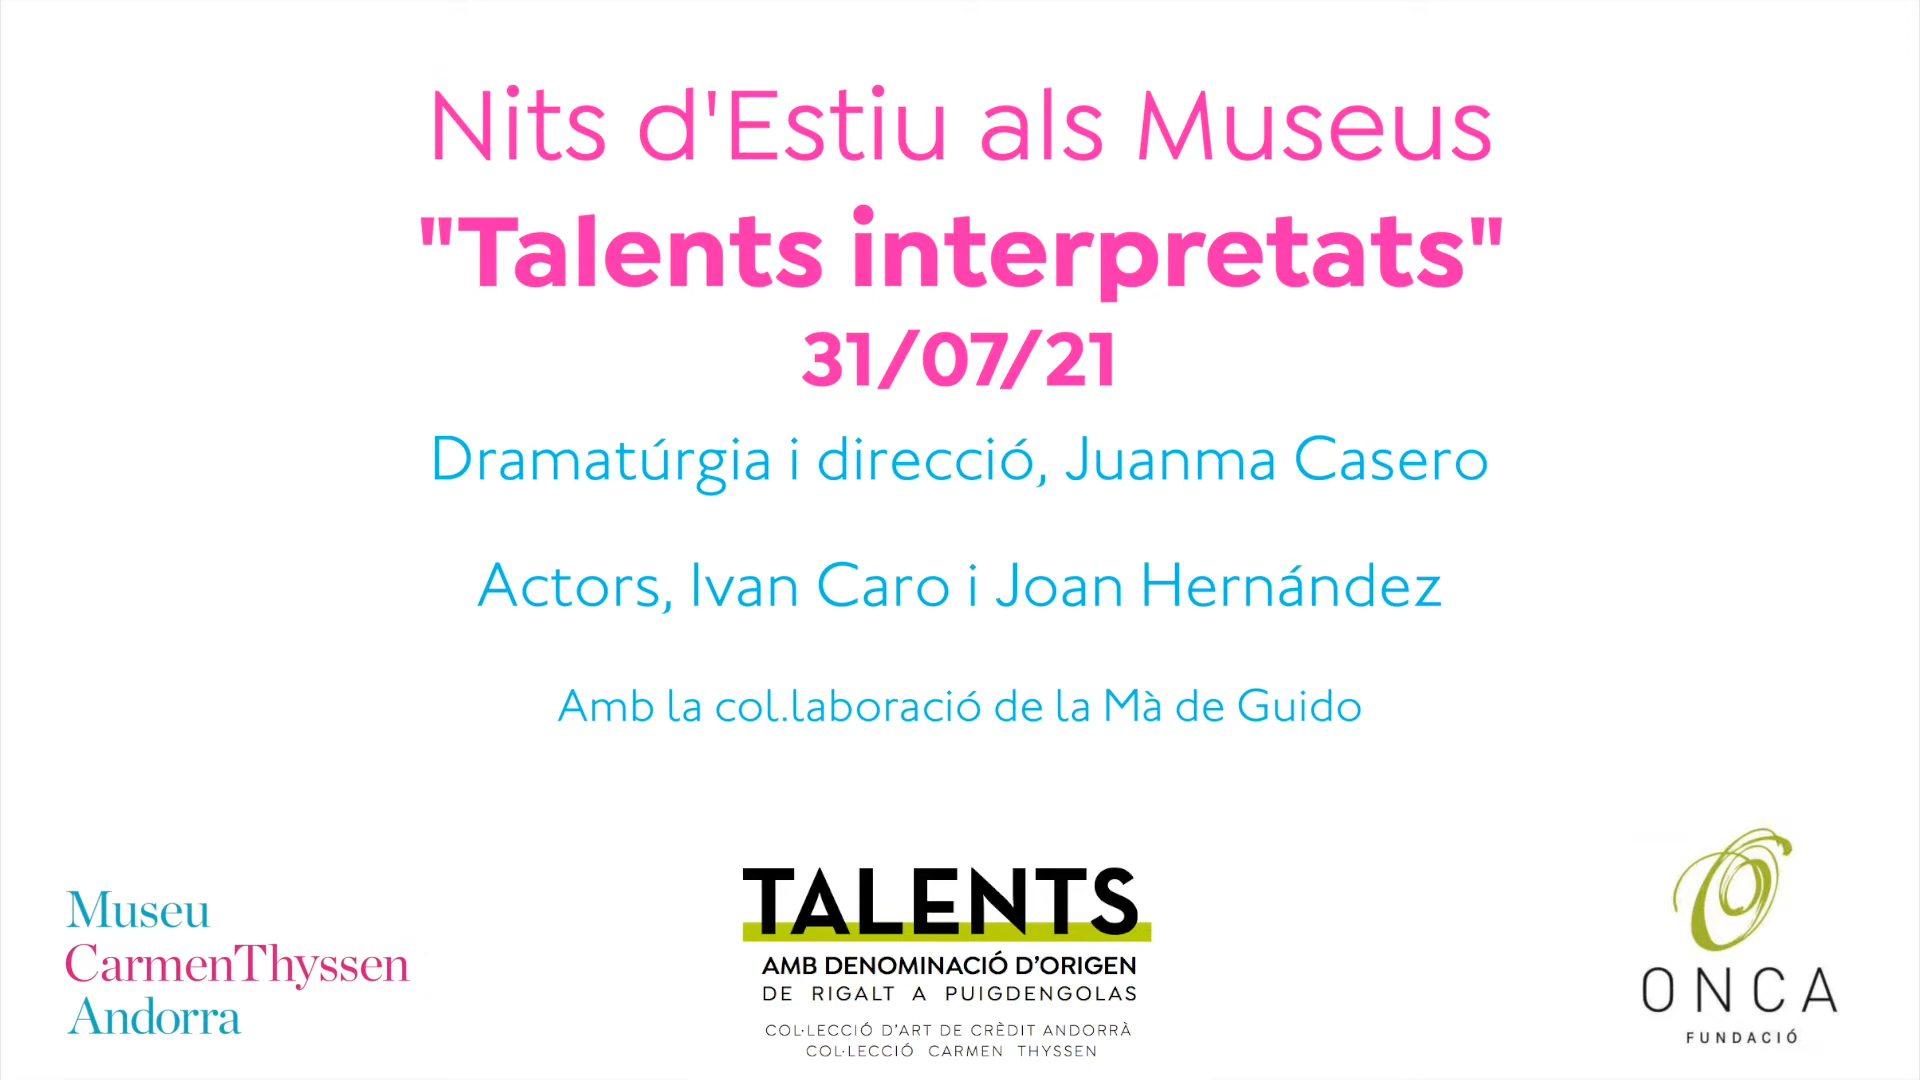 Nits d'Estiu als Museus
"Talents interpretats"
31/07/21
Dramatúrgia i direcció, Juanma Casero
Actors, Ivan Caro i Joan Hernández
Amb la col.laboració de la Mà de Guido
Museu
CarmenThyssen
Andorra
TALENTS
AMB DENOMINACIÓ D'ORIGEN
DE RIGALT A PUIGDENGOLAS
COL·LECCIÓ D'ART DE CRÈDIT ANDORRÀ
COL·LECCIÓ CARMEN THYSSEN
ONCA
FUNDACIÓ